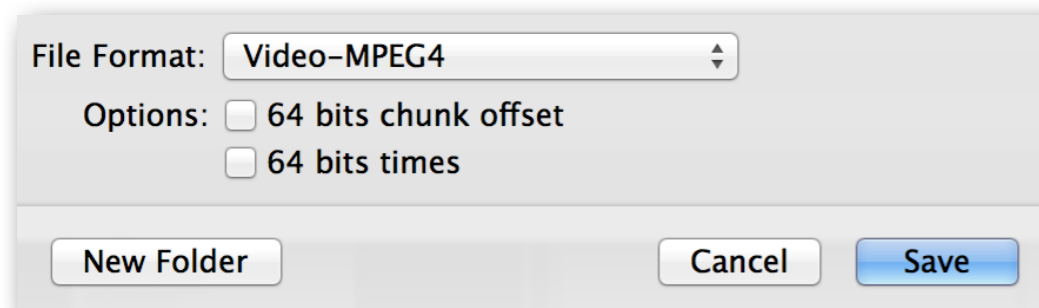 File Format: Video-MPEG4
Options: 64 bits chunk offset
64 bits times
New Folder Cancel Save